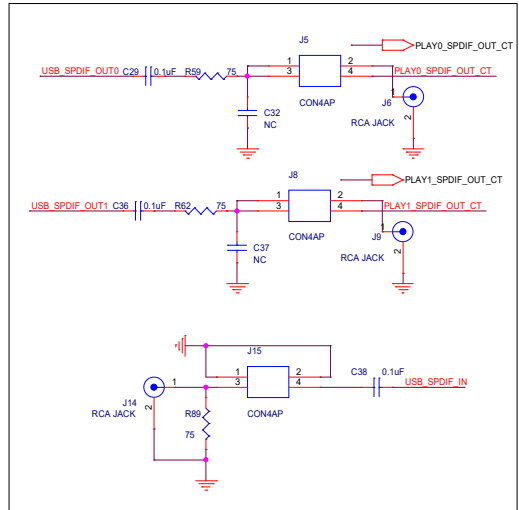 J5
PLAY0_SPDIF_OUT_CT
USB_SPDIF_OUT0 C29 0.1uF R59 75 1 2 PLAY0_SPDIF_OUT_CT
3 4
J6
1
2
C32
NC
CON4AP
RCA JACK
J8
PLAY1_SPDIF_OUT_CT
USB_SPDIF_OUT1 C36 0.1uF R62 75 1 2 PLAY1_SPDIF_OUT_CT
3 4
J9
1
2
C37
NC
CON4AP
RCA JACK
J15
1 2
3 4
C38 0.1uF USB_SPDIF_IN
J14
RCA JACK
1
2
R89
75
CON4AP